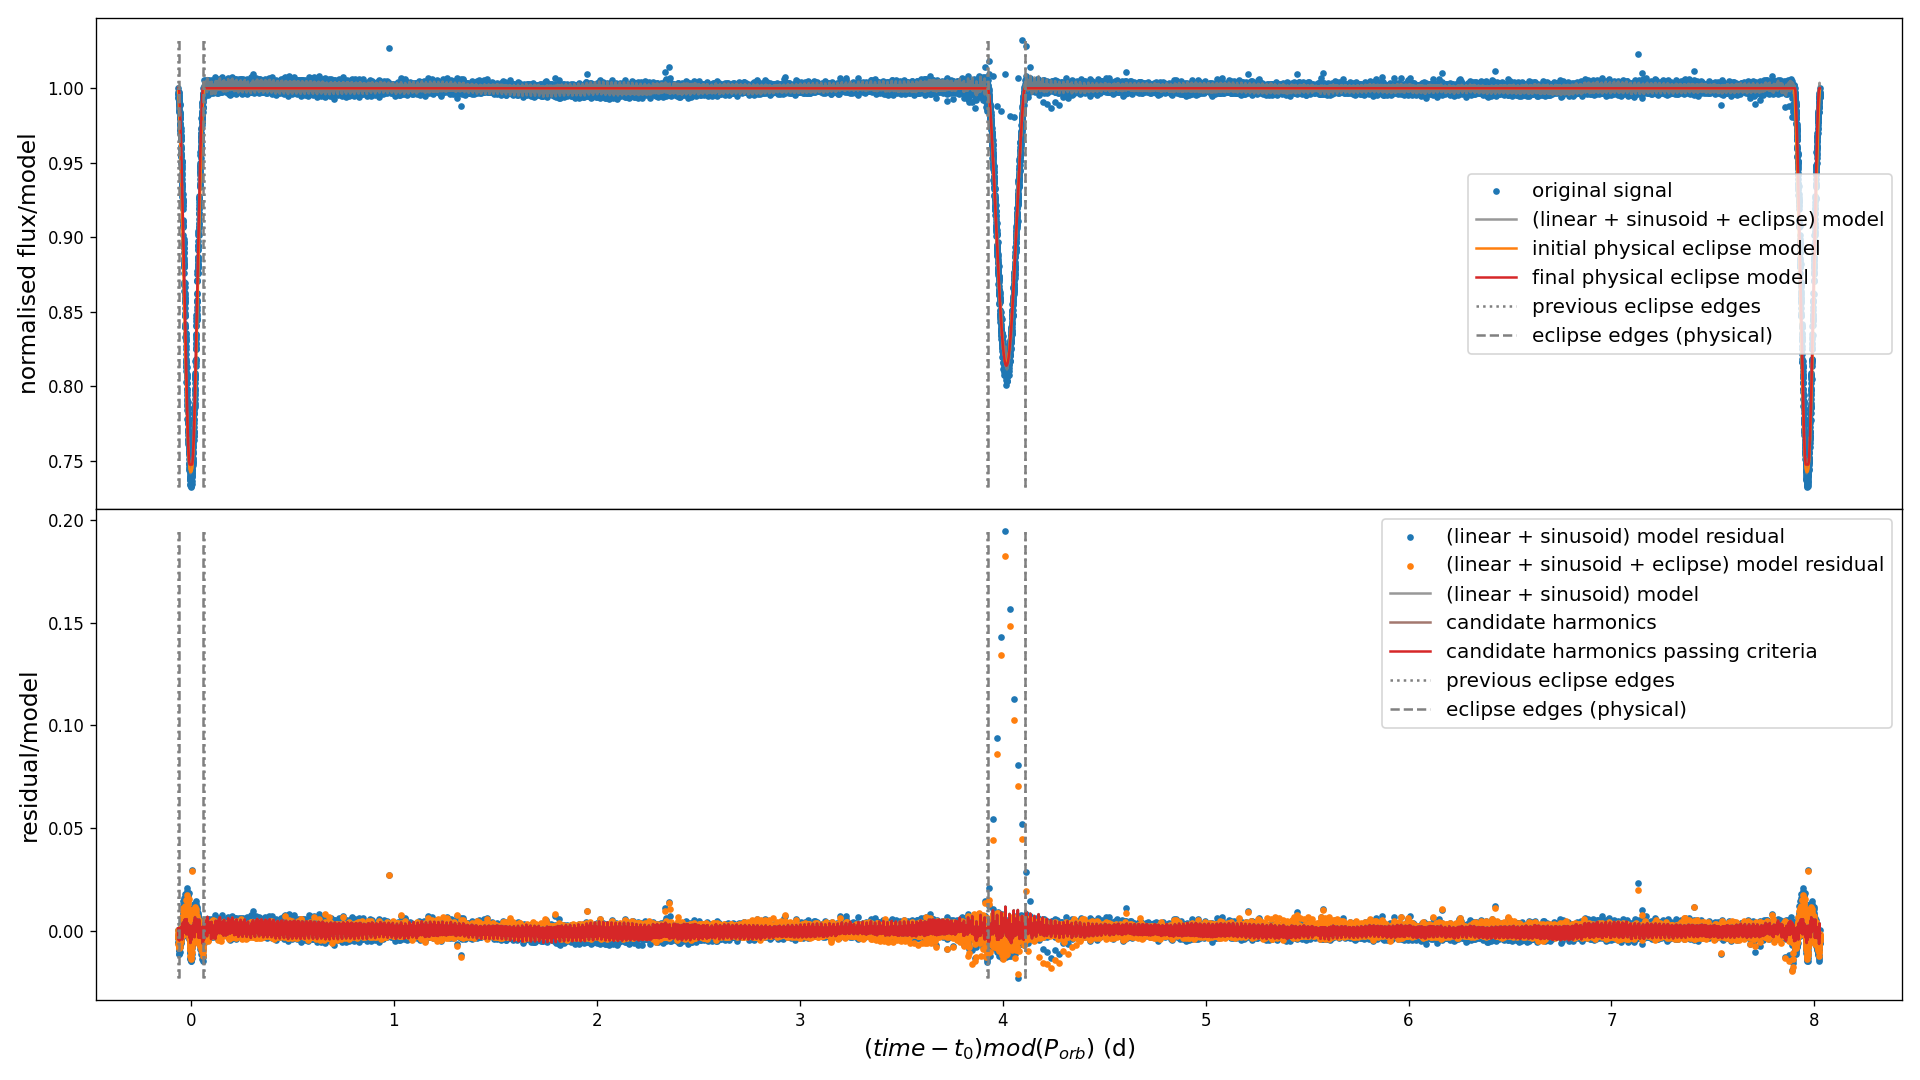 normalised flux/model
1.00
0.95
0.90
0.85
0.80
0.75
original signal
(linear + sinusoid + eclipse) model
initial physical eclipse model
final physical eclipse model
previous eclipse edges
eclipse edges (physical)
residual/model
0.20
0.15
0.10
0.05
0.00
(linear + sinusoid) model residual
(linear + sinusoid + eclipse) model residual
(linear + sinusoid) model
candidate harmonics
candidate harmonics passing criteria
previous eclipse edges
eclipse edges (physical)
0 1 2 3 4 5 6 7 8
(time − t₀)mod(P_orb) (d)